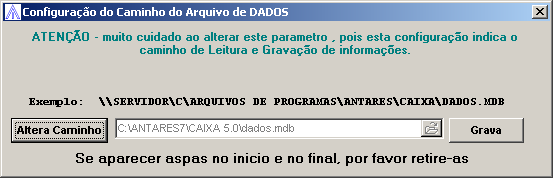 Configuração do Caminho do Arquivo de DADOS
ATENÇÃO - muito cuidado ao alterar este parametro , pois esta configuração indica o
caminho de Leitura e Gravação de informações.
Exemplo: \\SERVIDOR\C\ARQUIVOS DE PROGRAMAS\ANTARES\CAIXA\DADOS.MDB
Altera Caminho C:\ANTARES7\CAIXA 5.0\dados.mdb Grava
Se aparecer aspas no inicio e no final, por favor retire-as